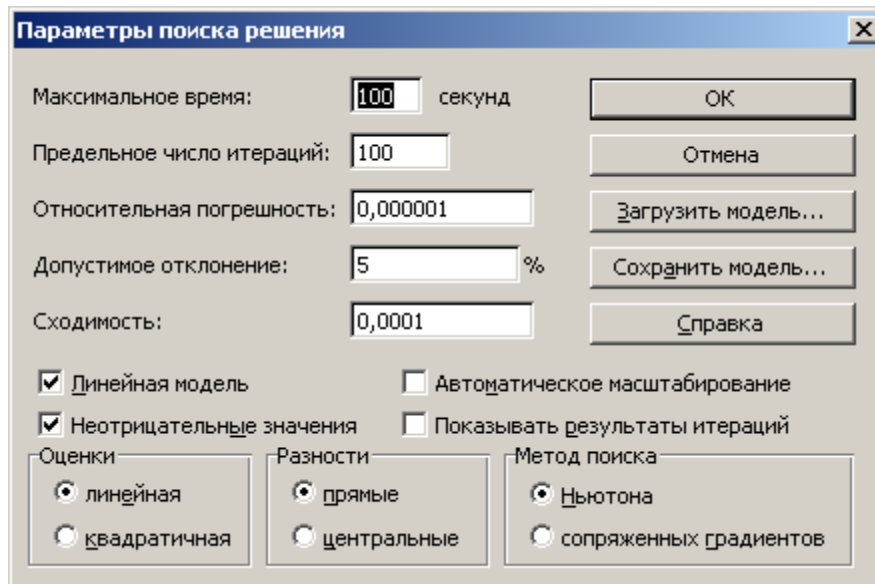 Параметры поиска решения
Максимальное время: 100 секунд ОК
Предельное число итераций: 100 Отмена
Относительная погрешность: 0,000001 Загрузить модель...
Допустимое отклонение: 5 % Сохранить модель...
Сходимость: 0,0001 Справка
Линейная модель Автоматическое масштабирование
Неотрицательные значения Показывать результаты итераций
Оценки Разности Метод поиска
линейная прямые Ньютона
квадратичная центральные сопряженных градиентов